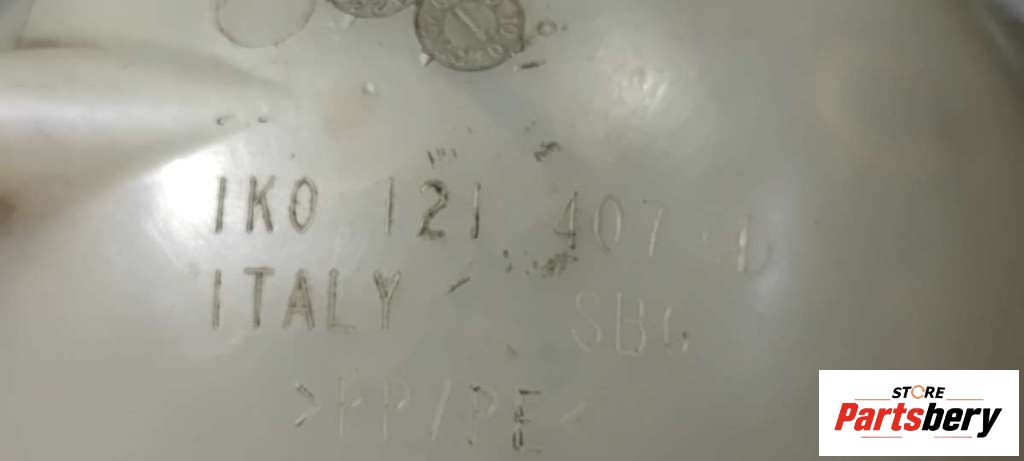 1K0 121 407 D
ITALY SBG
>PP/PE<
STORE
Partsbery